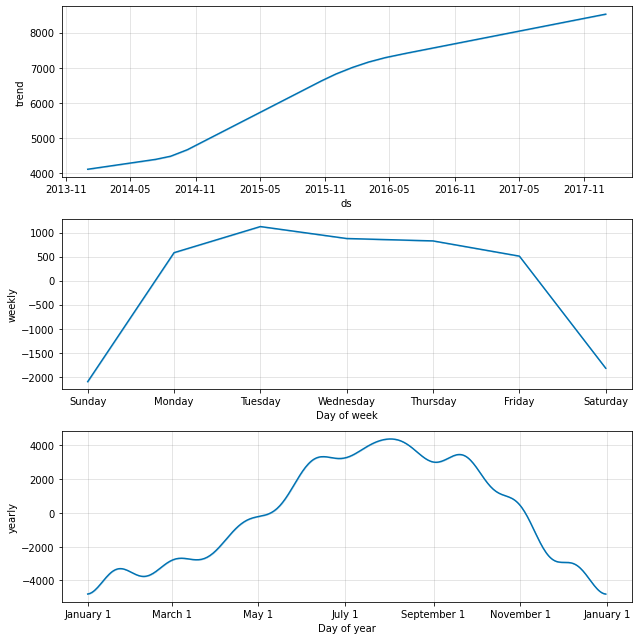 8000
7000
6000
5000
4000
trend
2013-11 2014-05 2014-11 2015-05 2015-11 2016-05 2016-11 2017-05 2017-11
ds
1000
500
0
−500
−1000
−1500
−2000
weekly
Sunday Monday Tuesday Wednesday Thursday Friday Saturday
Day of week
4000
2000
0
−2000
−4000
yearly
January 1 March 1 May 1 July 1 September 1 November 1 January 1
Day of year